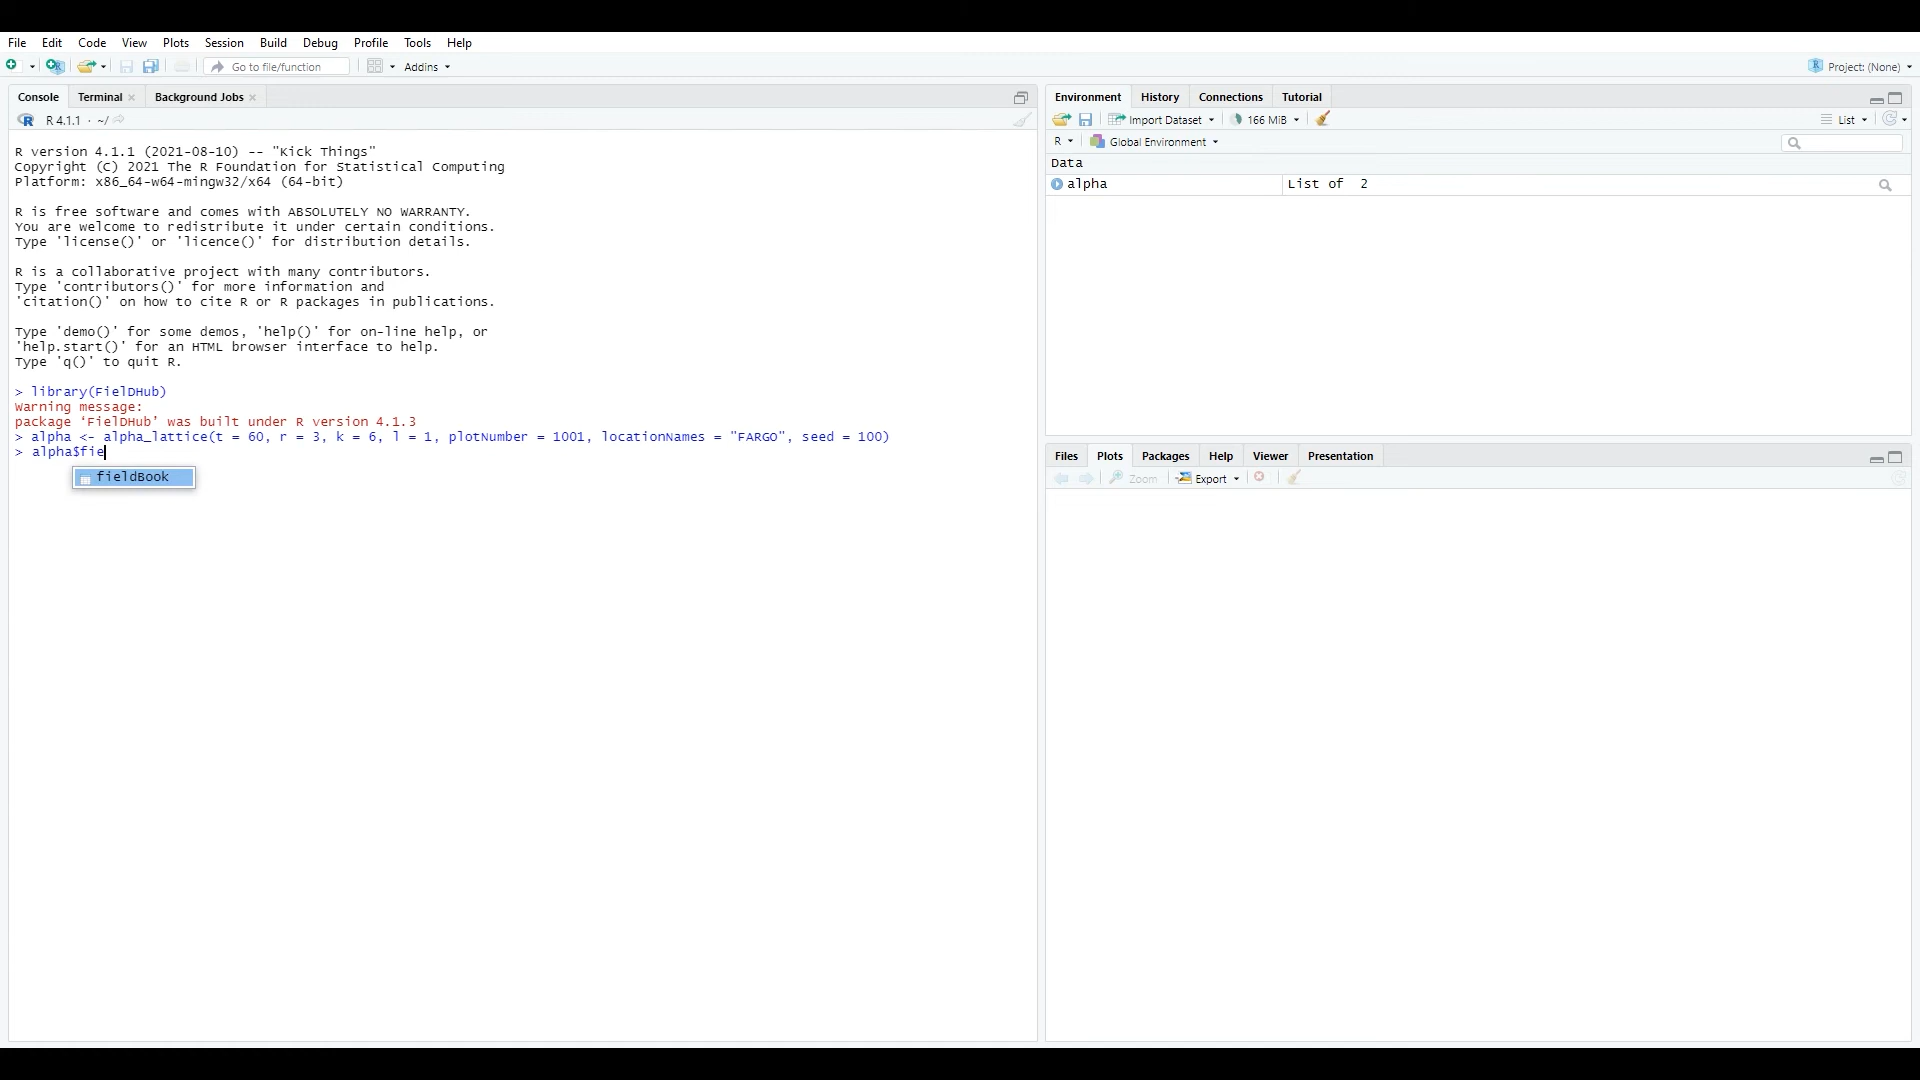 File Edit Code View Plots Session Build Debug Profile Tools Help
Go to file/function Addins Project: (None)
Console Terminal Background Jobs
R 4.1.1 · ~/
R version 4.1.1 (2021-08-10) -- "Kick Things"
Copyright (C) 2021 The R Foundation for Statistical Computing
Platform: x86_64-w64-mingw32/x64 (64-bit)
R is free software and comes with ABSOLUTELY NO WARRANTY.
You are welcome to redistribute it under certain conditions.
Type 'license()' or 'licence()' for distribution details.
R is a collaborative project with many contributors.
Type 'contributors()' for more information and
'citation()' on how to cite R or R packages in publications.
Type 'demo()' for some demos, 'help()' for on-line help, or
'help.start()' for an HTML browser interface to help.
Type 'q()' to quit R.
> library(FielDHub)
Warning message:
package ‘FielDHub’ was built under R version 4.1.3
> alpha <- alpha_lattice(t = 60, r = 3, k = 6, l = 1, plotNumber = 1001, locationNames = "FARGO", seed = 100)
> alpha$fie
fieldBook
Environment History Connections Tutorial
Import Dataset 166 MiB List
R Global Environment
Data
alpha List of 2
Files Plots Packages Help Viewer Presentation
Zoom Export